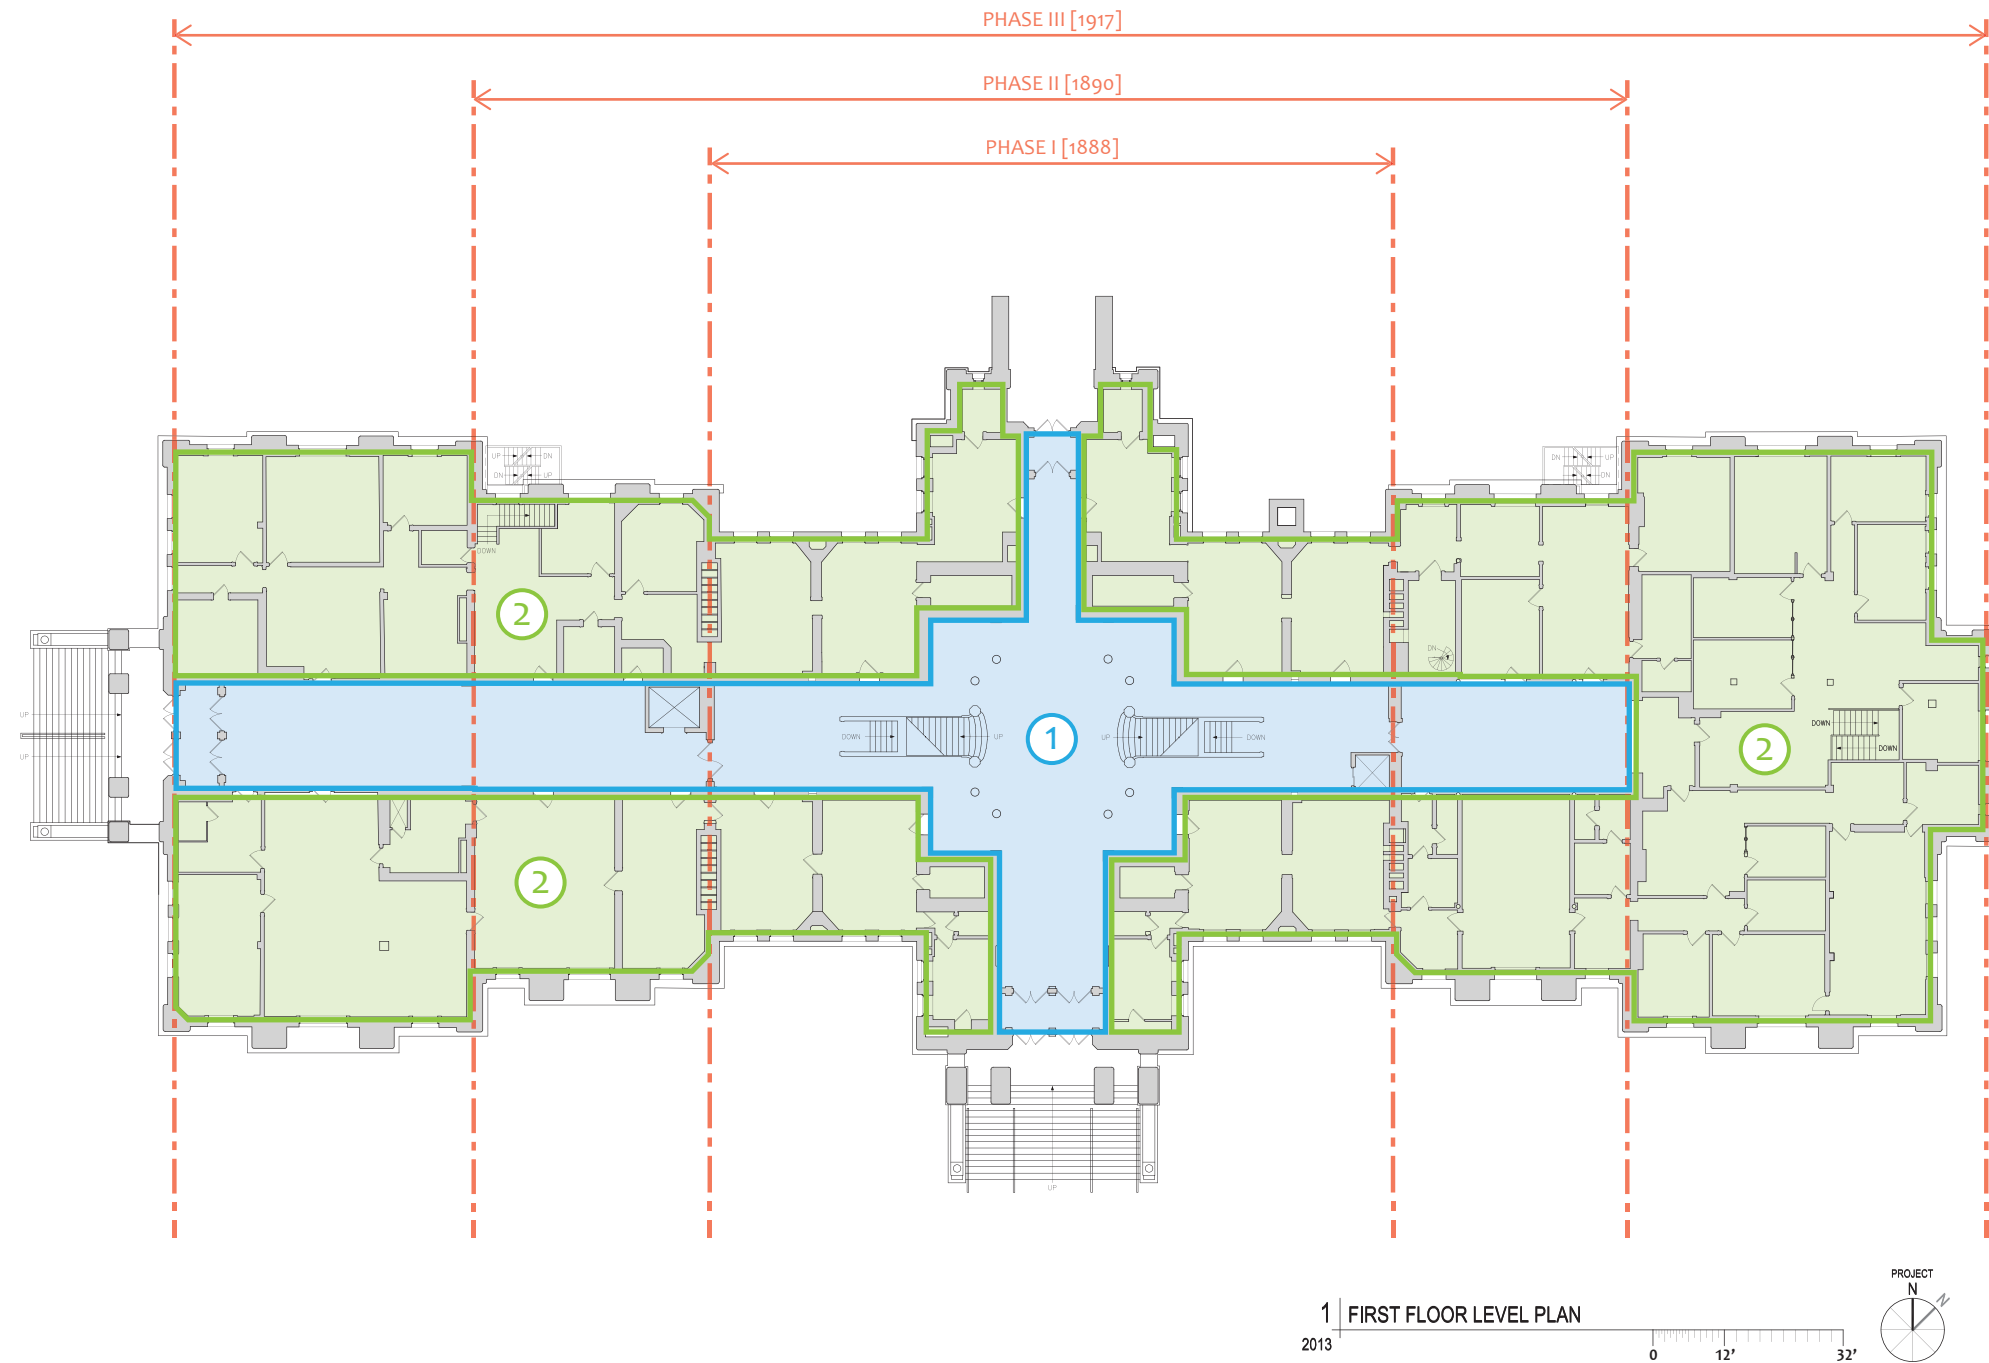 PHASE III [1917]
PHASE II [1890]
PHASE I [1888]
UP DN
DN UP
DN UP
DN
DOWN
2
DN
UP
UP
DOWN UP
1
UP DOWN
DOWN
DOWN
2
2
UP
PROJECT
N
N
1 FIRST FLOOR LEVEL PLAN
2013
0 12' 32'